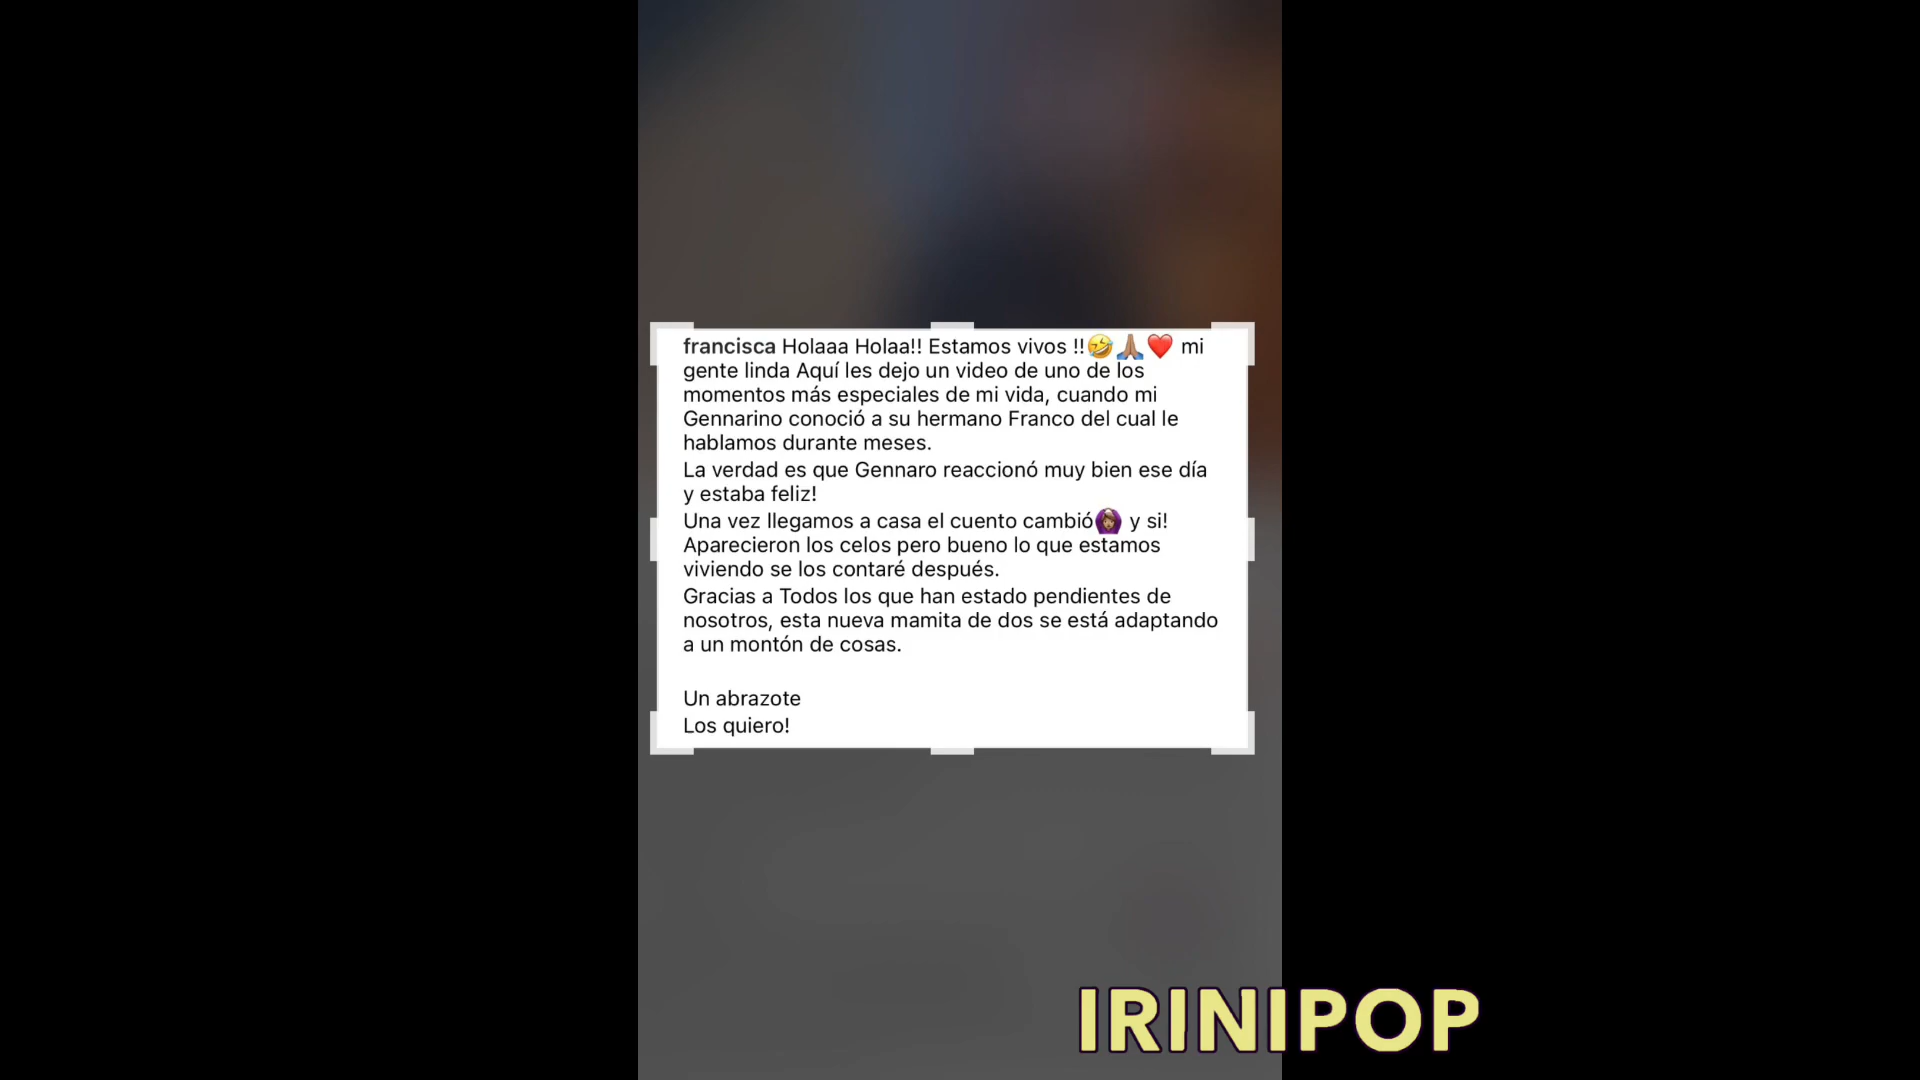 francisca Holaaa Holaa!! Estamos vivos !!🤣🙏🏽❤️ mi
gente linda Aquí les dejo un video de uno de los
momentos más especiales de mi vida, cuando mi
Gennarino conoció a su hermano Franco del cual le
hablamos durante meses.
La verdad es que Gennaro reaccionó muy bien ese día
y estaba feliz!
Una vez llegamos a casa el cuento cambió🙆🏽‍♀️ y si!
Aparecieron los celos pero bueno lo que estamos
viviendo se los contaré después.
Gracias a Todos los que han estado pendientes de
nosotros, esta nueva mamita de dos se está adaptando
a un montón de cosas.
Un abrazote
Los quiero!
IRINIPOP